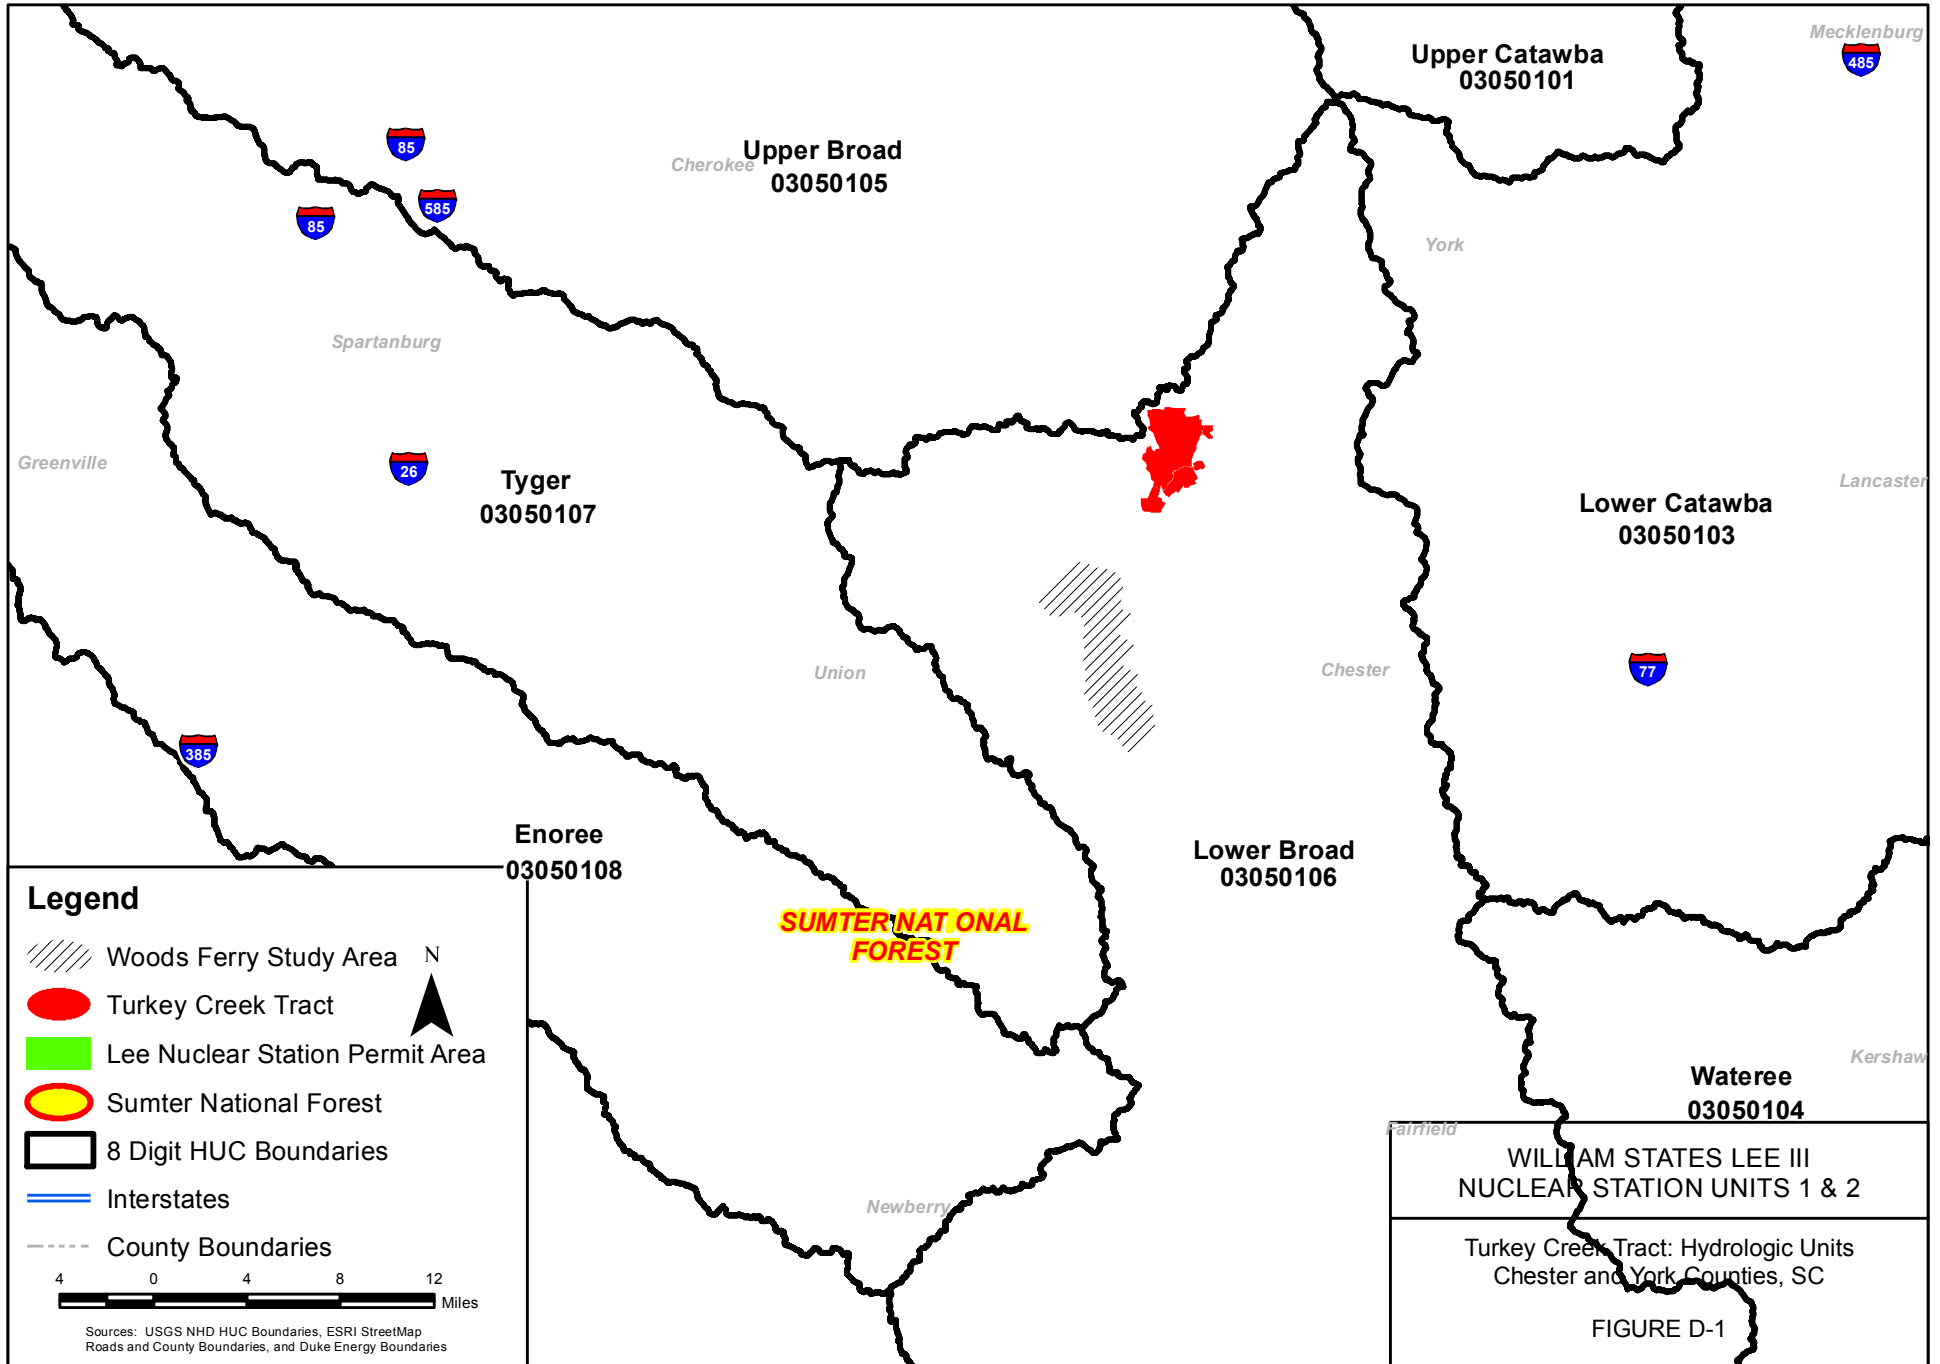 Mecklenburg
485
Upper Catawba
03050101
85
Upper Broad
Cherokee
03050105
585
85
York
Spartanburg
Greenville
26
Tyger
03050107
Lancaster
Lower Catawba
03050103
Union
Chester
77
385
Enoree
03050108
Lower Broad
03050106
SUMTER NAT ONAL
FOREST
Legend
Woods Ferry Study Area
N
Turkey Creek Tract
Lee Nuclear Station Permit Area
Sumter National Forest
8 Digit HUC Boundaries
Interstates
County Boundaries
4 0 4 8 12
Miles
Sources: USGS NHD HUC Boundaries, ESRI StreetMap
Roads and County Boundaries, and Duke Energy Boundaries
Newberry
Kershaw
Wateree
03050104
Fairfield
WILLIAM STATES LEE III
NUCLEAR STATION UNITS 1 & 2
Turkey Creek Tract: Hydrologic Units
Chester and York Counties, SC
FIGURE D-1